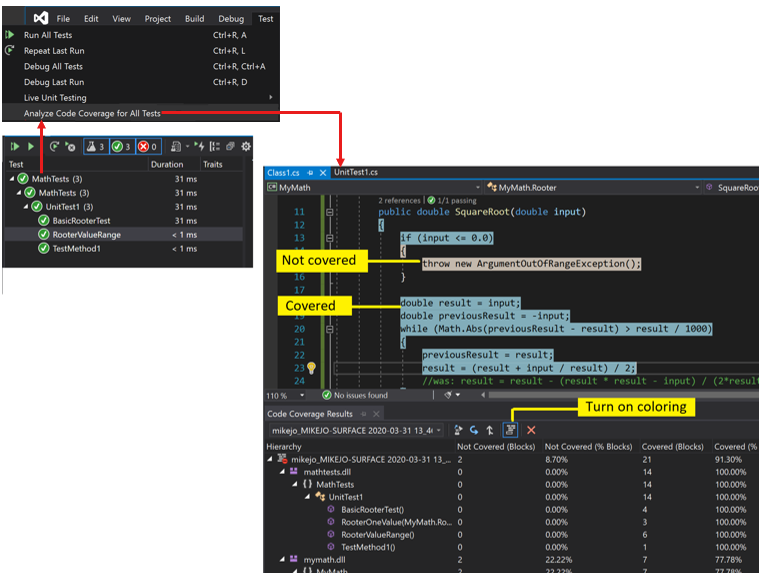 File Edit View Project Build Debug Test
Run All Tests Ctrl+R, A
Repeat Last Run Ctrl+R, L
Debug All Tests Ctrl+R, Ctrl+A
Debug Last Run Ctrl+R, D
Live Unit Testing
Analyze Code Coverage for All Tests
3 3 0
Test Duration Traits
MathTests (3) 31 ms
MathTests (3) 31 ms
UnitTest1 (3) 31 ms
BasicRooterTest 31 ms
RooterValueRange < 1 ms
TestMethod1 < 1 ms
Class1.cs UnitTest1.cs
MyMath MyMath.Rooter SquareRoo
2 references | 1/1 passing
11 public double SquareRoot(double input)
12 {
13 if (input <= 0.0)
{
Not covered
throw new ArgumentOutOfRangeException();
16 }
17
Covered
double result = input;
double previousResult = -input;
20 while (Math.Abs(previousResult - result) > result / 1000)
21 {
22 previousResult = result;
23 result = (result + input / result) / 2;
24 //was: result = result - (result * result - input) / (2*result
110 % No issues found
Turn on coloring
Code Coverage Results
mikejo_MIKEJO-SURFACE 2020-03-31 13_4
Hierarchy Not Covered (Blocks) Not Covered (% Blocks) Covered (Blocks) Covered (%
mikejo_MIKEJO-SURFACE 2020-03-31 13_... 2 8.70% 21 91.30%
mathtests.dll 0 0.00% 14 100.00%
{ } MathTests 0 0.00% 14 100.00%
UnitTest1 0 0.00% 14 100.00%
BasicRooterTest() 0 0.00% 4 100.00%
RooterOneValue(MyMath.Ro... 0 0.00% 3 100.00%
RooterValueRange() 0 0.00% 6 100.00%
TestMethod1() 0 0.00% 1 100.00%
mymath.dll 2 22.22% 7 77.78%
{ } MyMath 2 22.22% 7 77.78%